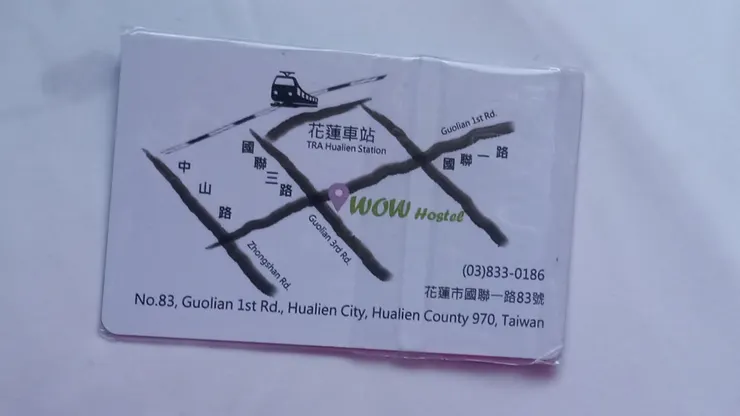 花蓮車站
TRA Hualien Station
Guolian 1st Rd.
國聯一路
國聯三路
中山路
WOW Hostel
Guolian 3rd Rd.
Zhongshan Rd.
(03)833-0186
花蓮市國聯一路83號
No.83, Guolian 1st Rd., Hualien City, Hualien County 970, Taiwan